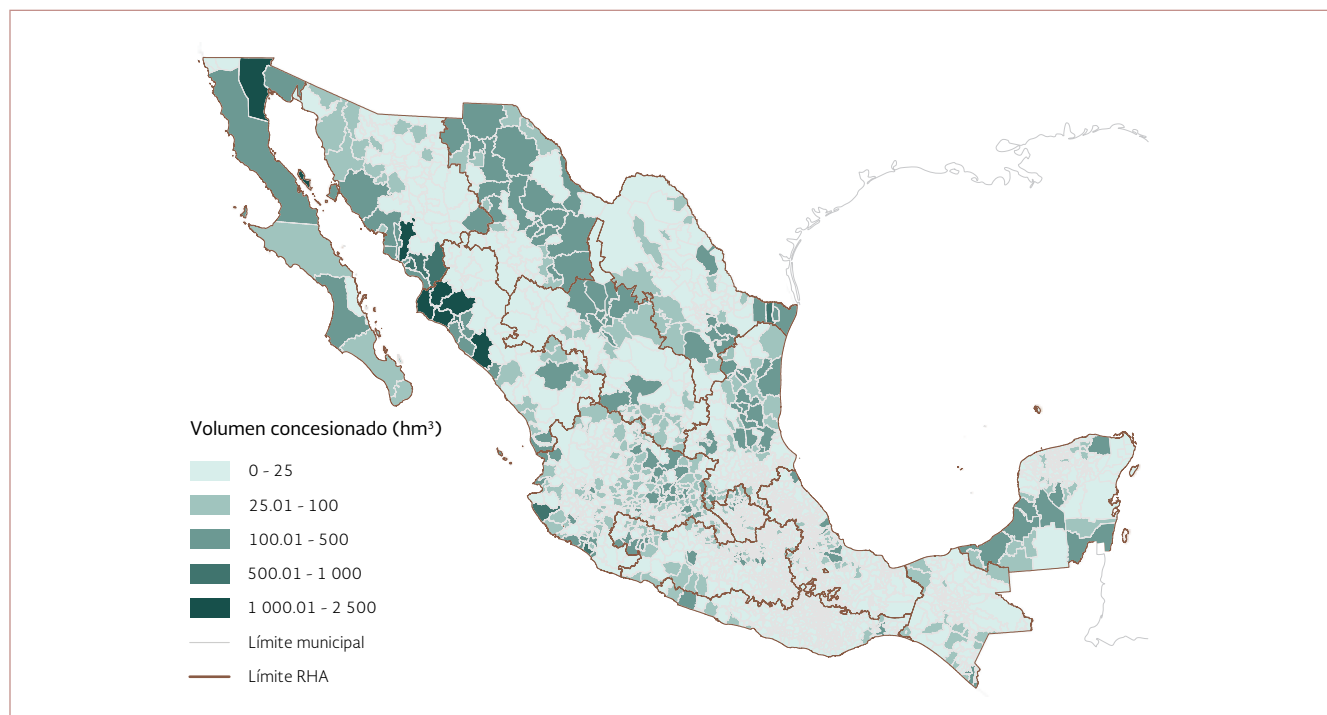 Volumen concesionado (hm³)
0 - 25
25.01 - 100
100.01 - 500
500.01 - 1 000
1 000.01 - 2 500
Límite municipal
Límite RHA